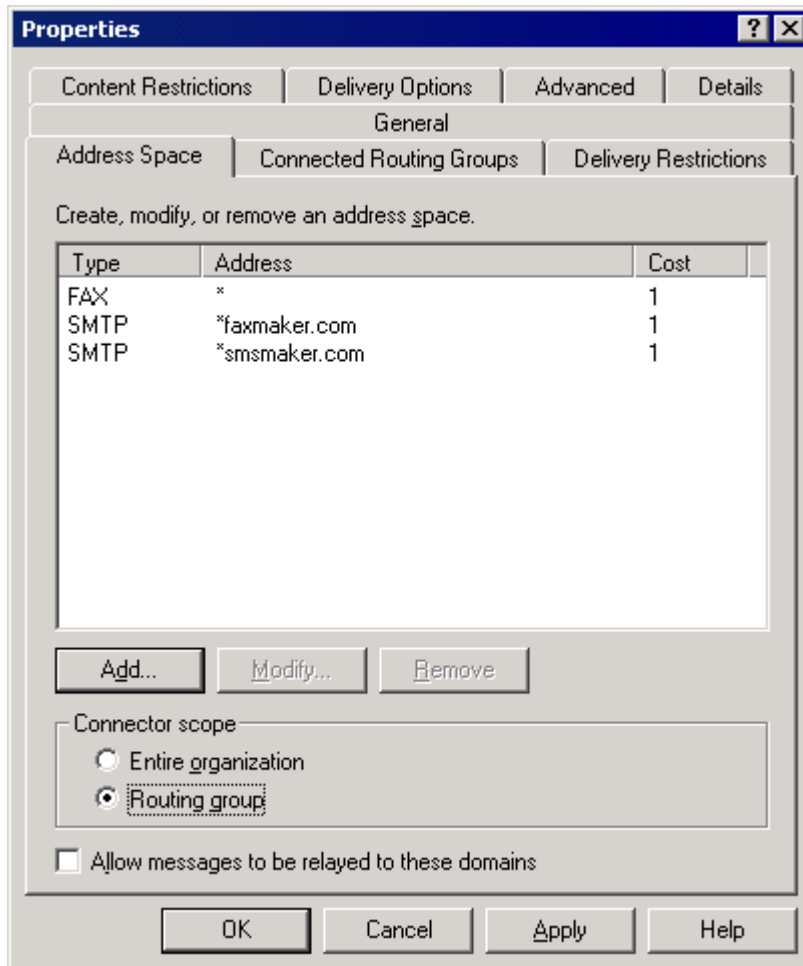 Properties
Content Restrictions Delivery Options Advanced Details
General
Address Space Connected Routing Groups Delivery Restrictions
Create, modify, or remove an address space.
Type Address Cost
FAX * 1
SMTP *faxmaker.com 1
SMTP *smsmaker.com 1
Add... Modify... Remove
Connector scope
Entire organization
Routing group
Allow messages to be relayed to these domains
OK Cancel Apply Help